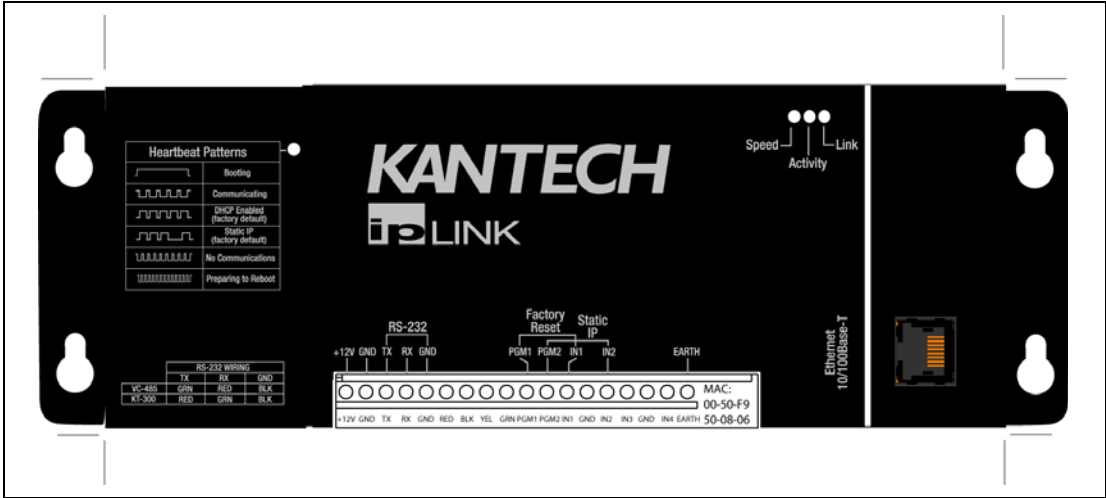 Heartbeat Patterns
Booting
Communicating
DHCP Enabled
(factory default)
Static IP
(factory default)
No Communications
Preparing to Reboot
KANTECH
ip LINK
Speed
Activity
Link
RS-232 WIRING
TX RX GND
VC-485 GRN RED BLK
KT-300 RED GRN BLK
RS-232
Factory
Reset
Static
IP
+12V GND TX RX GND PGM1 PGM2 IN1 IN2 EARTH
+12V GND TX RX GND RED BLK YEL GRN PGM1 PGM2 IN1 GND IN2 IN3 GND IN4 EARTH
MAC:
00-50-F9
50-08-06
Ethernet
10/100Base-T